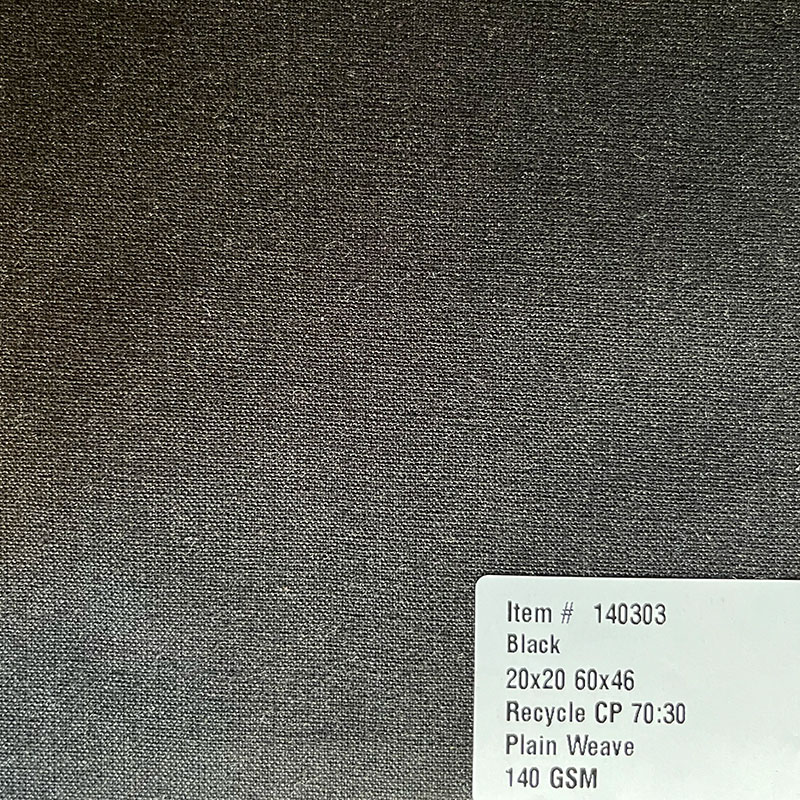 Item # 140303
Black
20x20 60x46
Recycle CP 70:30
Plain Weave
140 GSM